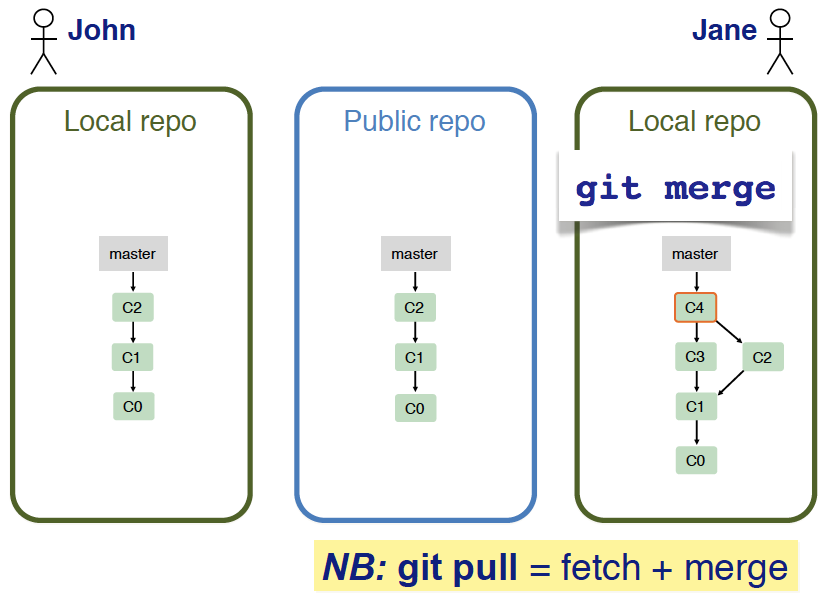 John
Jane
Local repo
Public repo
Local repo
git merge
master
C2
C1
C0
master
C2
C1
C0
master
C4
C3
C2
C1
C0
NB: git pull = fetch + merge